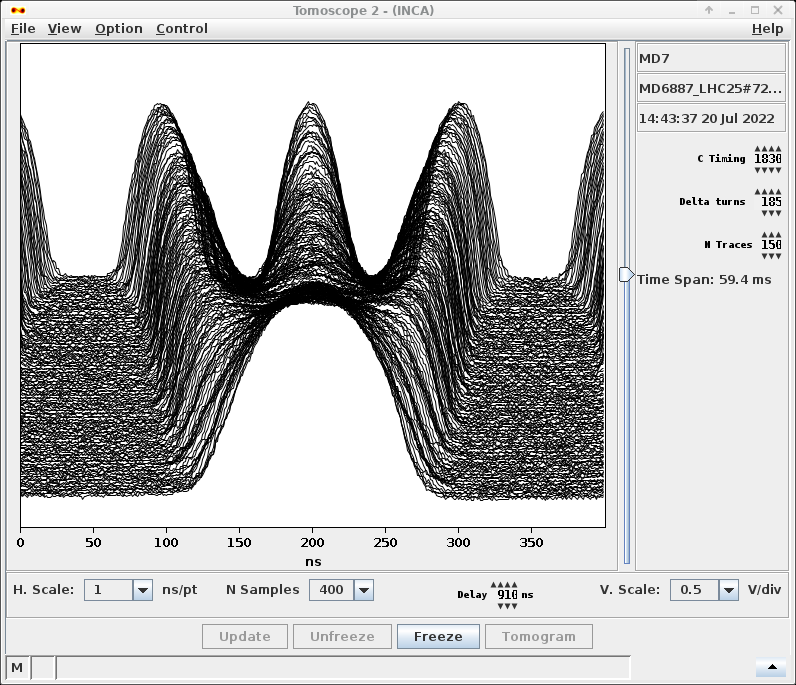 Tomoscope 2 - (INCA)
File View Option Control Help
MD7
MD6887_LHC25#72...
14:43:37 20 Jul 2022
C Timing 1830
Delta turns 185
N Traces 150
Time Span: 59.4 ms
0 50 100 150 200 250 300 350
ns
H. Scale: 1 ns/pt N Samples 400 Delay 910 ns V. Scale: 0.5 V/div
Update Unfreeze Freeze Tomogram
M